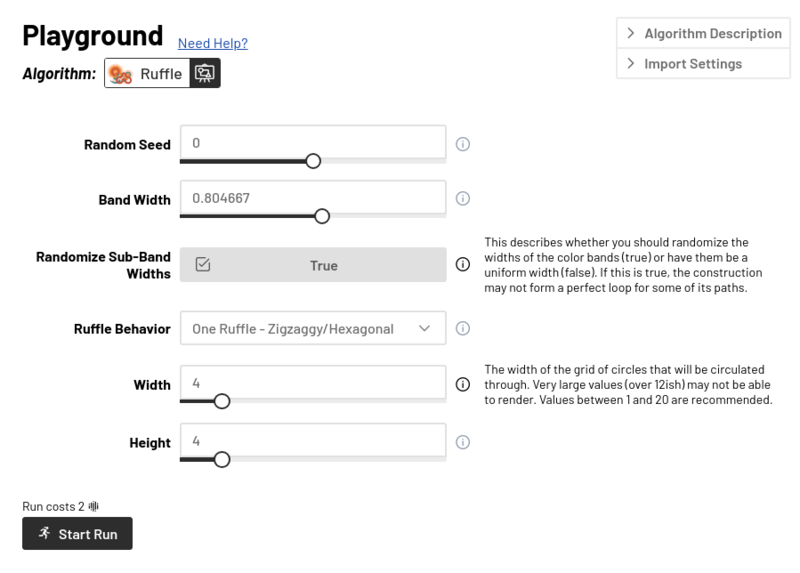 Playground
Need Help?
Algorithm Description
Import Settings
Algorithm:
Ruffle
Random Seed
0
Band Width
0.804667
Randomize Sub-Band
Widths
True
This describes whether you should randomize the
widths of the color bands (true) or have them be a
uniform width (false). If this is true, the construction
may not form a perfect loop for some of its paths.
Ruffle Behavior
One Ruffle - Zigzaggy/Hexagonal
Width
4
The width of the grid of circles that will be circulated
through. Very large values (over 12ish) may not be able
to render. Values between 1 and 20 are recommended.
Height
4
Run costs 2
Start Run